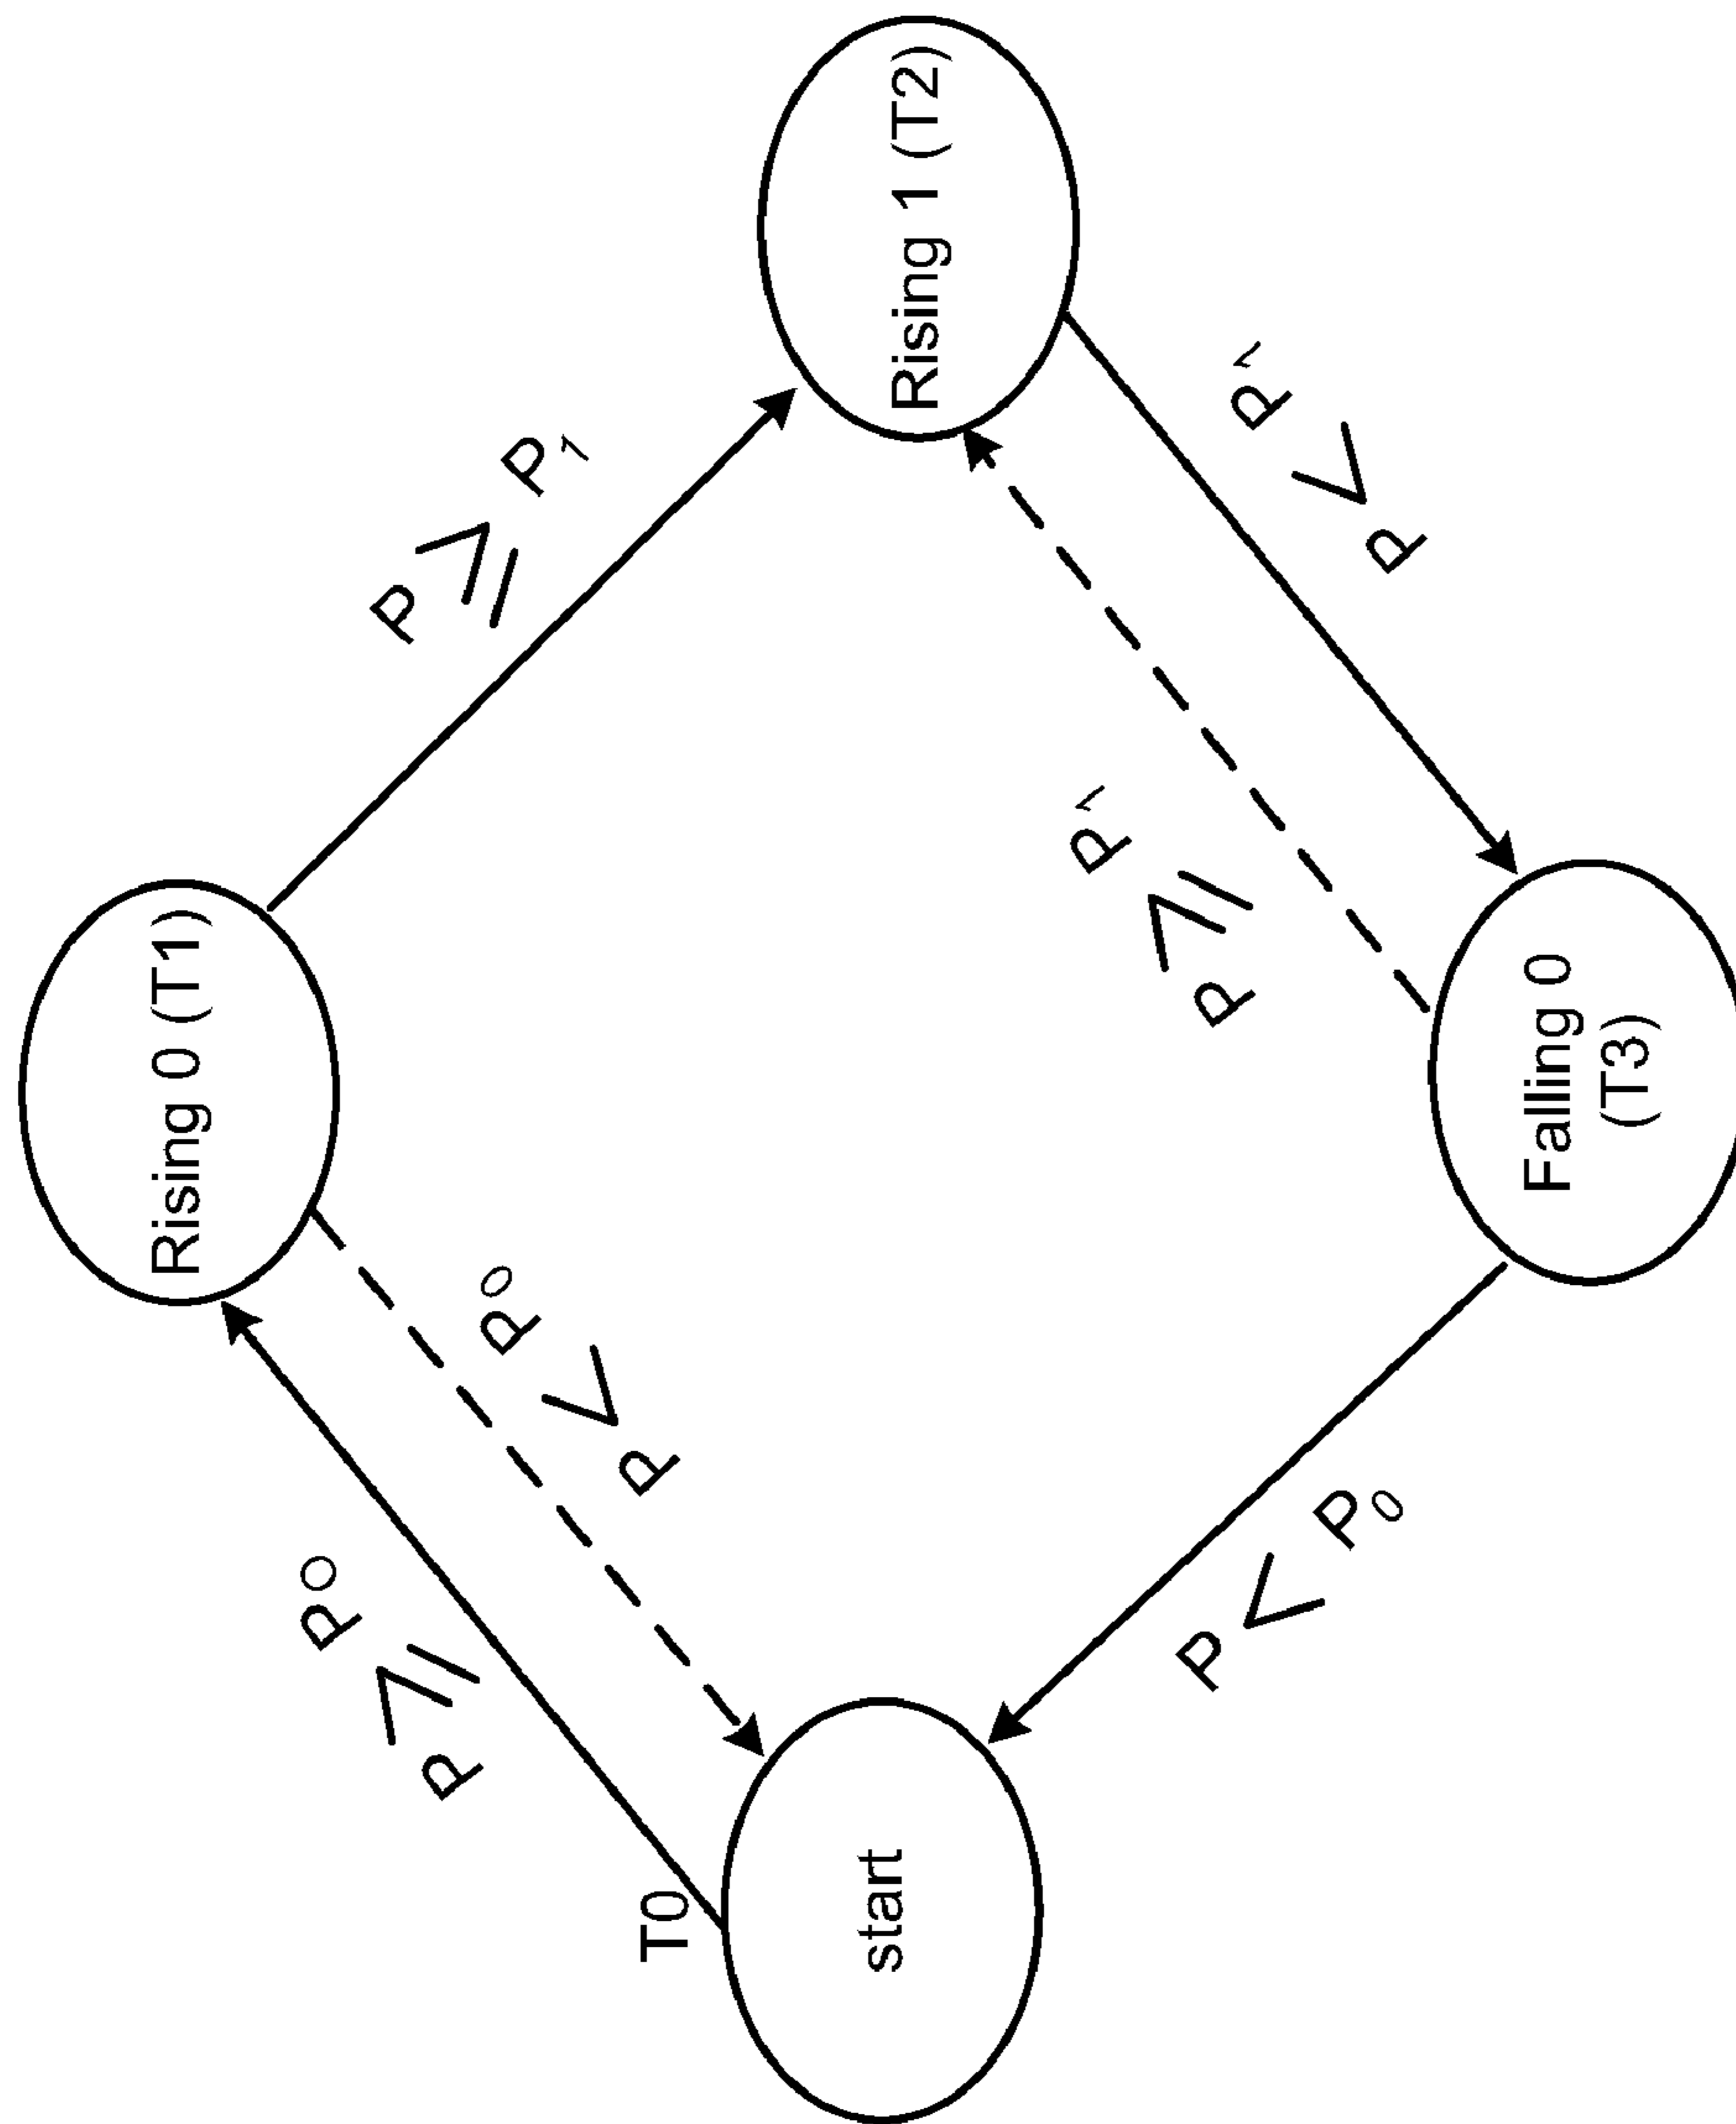 Rising 0 (T1)
P ≥ P₀
P ≥ P₁
P < P₀
T0
start
Rising 1 (T2)
P ≥ P₁
P < P₀
P < P₁
Falling 0
(T3)